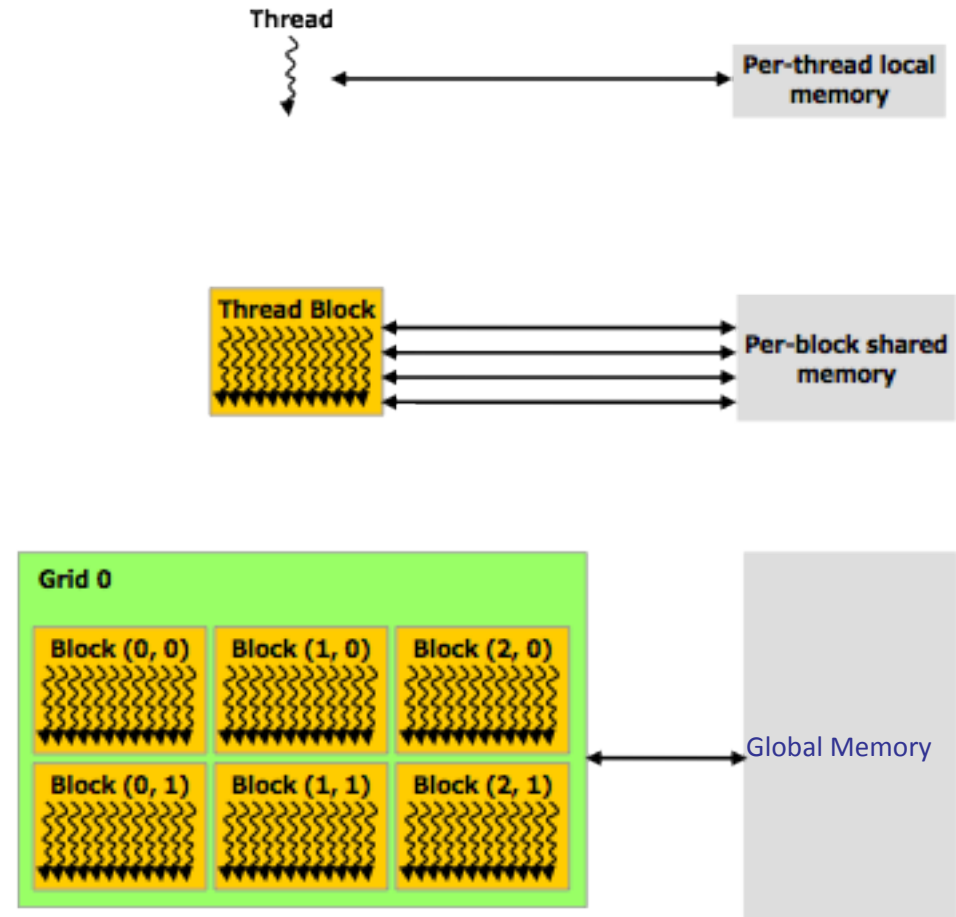 Thread
Per-thread local
memory
Thread Block
Per-block shared
memory
Grid 0
Block (0, 0)
Block (1, 0)
Block (2, 0)
Global Memory
Block (0, 1)
Block (1, 1)
Block (2, 1)